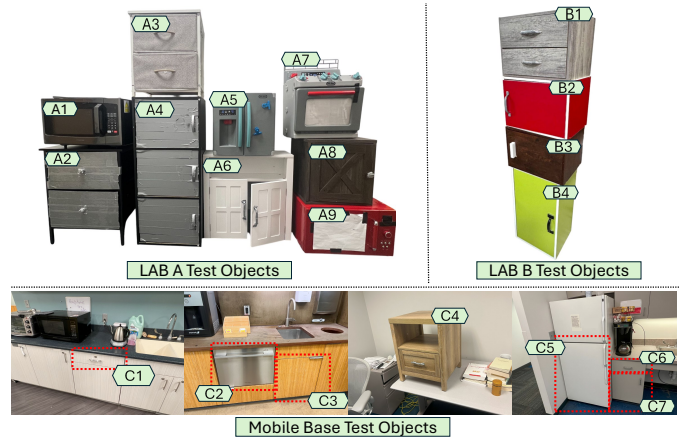 A3
A7
A1
A4
A5
A2
A6
A8
A9
LAB A Test Objects
B1
B2
B3
B4
LAB B Test Objects
C1
C2
C3
C4
C5
C6
C7
Mobile Base Test Objects